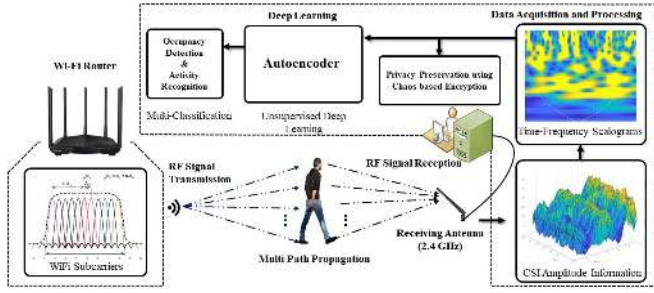 Deep Learning
Data Acquisition and Processing
Occupancy
Detection
&
Activity
Recognition
Multi-Classification
Autoencoder
Unsupervised Deep
Learning
Privacy Preservation using
Chaos based Encryption
Time-Frequency Scalograms
Wi-Fi Router
WiFi Subcarriers
RF Signal
Transmission
Multi Path Propagation
RF Signal Reception
Receiving Antenna
(2.4 GHz)
CSI Amplitude Information